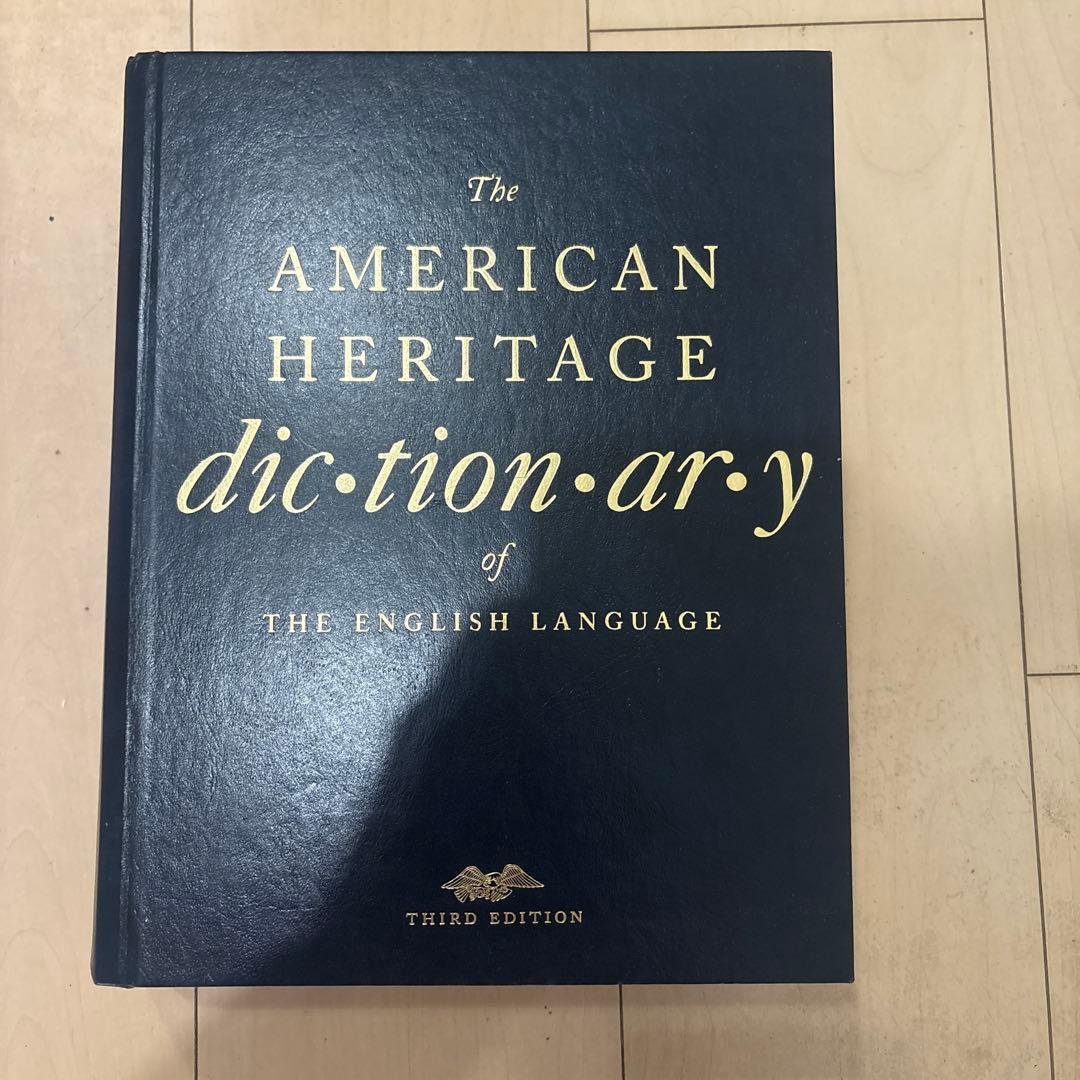 The
AMERICAN
HERITAGE
dic•tion•ar•y
of
THE ENGLISH LANGUAGE
THIRD EDITION